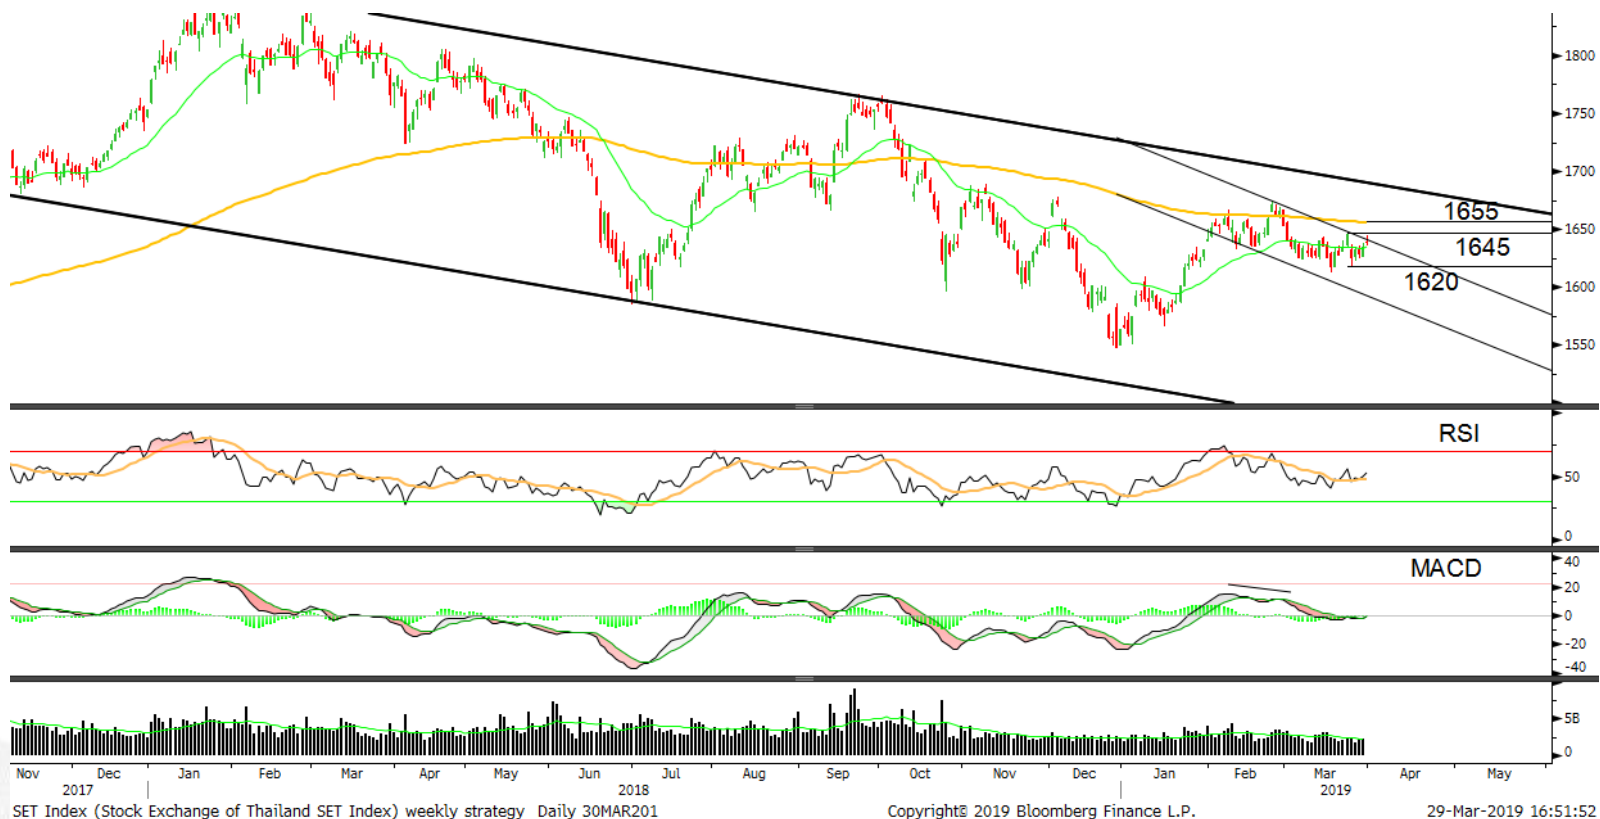 1800
1750
1700
1655
1650
1645
1620
1600
1550
RSI
50
0
MACD
40
20
0
-20
-40
5B
0
Nov Dec Jan Feb Mar Apr May Jun Jul Aug Sep Oct Nov Dec Jan Feb Mar Apr May
2017 2018 2019
SET Index (Stock Exchange of Thailand SET Index) weekly strategy Daily 30MAR201
Copyright© 2019 Bloomberg Finance L.P.
29-Mar-2019 16:51:52